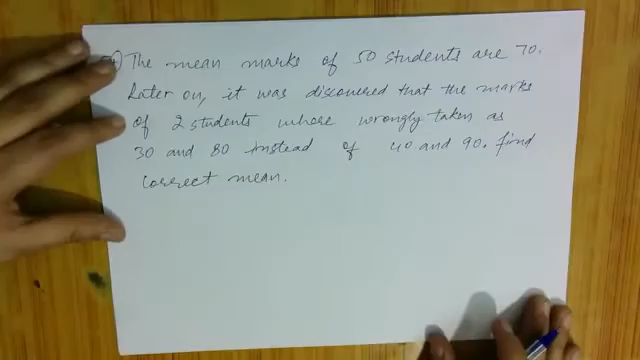 The mean marks of 50 students are 70.
Later on, it was discovered that the marks
of 2 students whose wrongly taken as
30 and 80 instead of 40 and 90. find
correct mean.